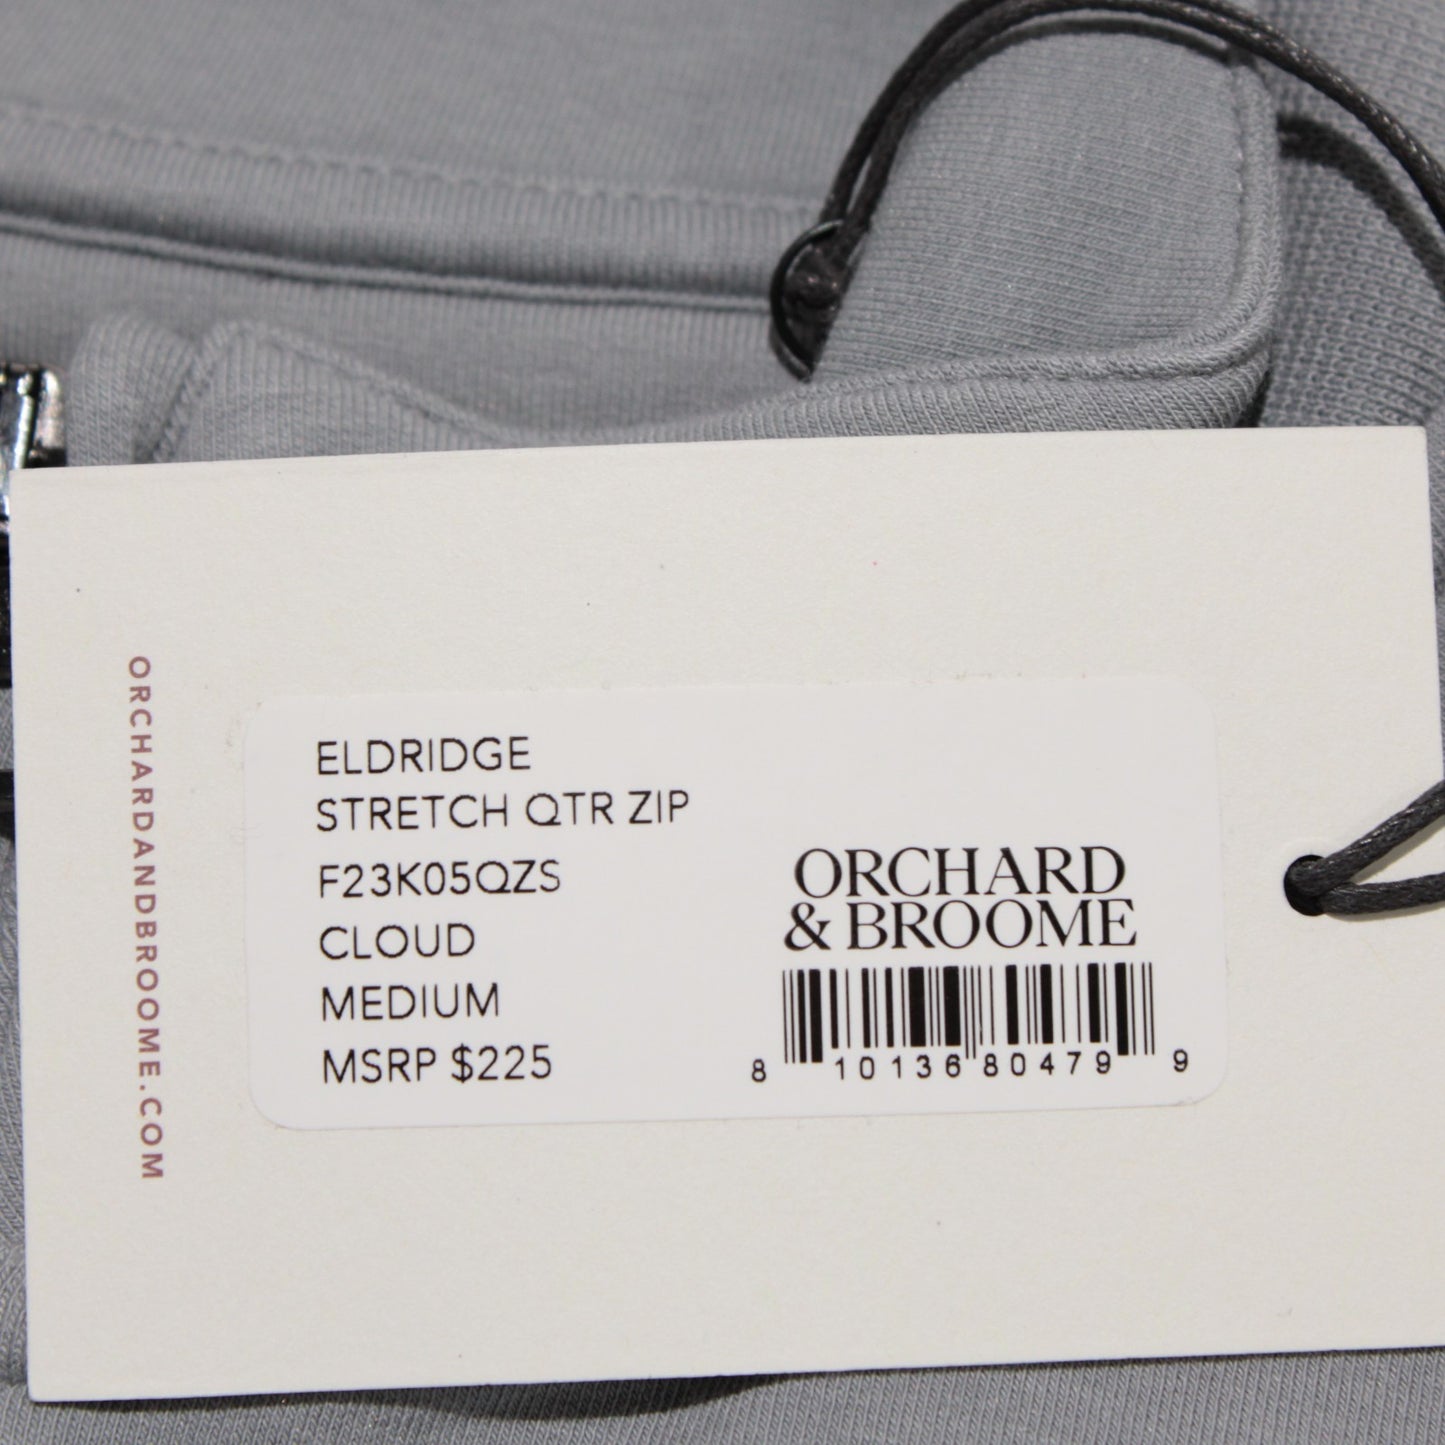 ORCHARDANDBROOME.COM
ELDRIDGE
STRETCH QTR ZIP
F23K05QZS
CLOUD
MEDIUM
MSRP $225
ORCHARD
& BROOME
8 10136 80479 9